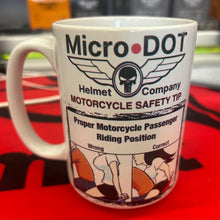 Micro•DOT
Helmet Company
MOTORCYCLE SAFETY TIP
Proper Motorcycle Passenger
Riding Position
Wrong Correct